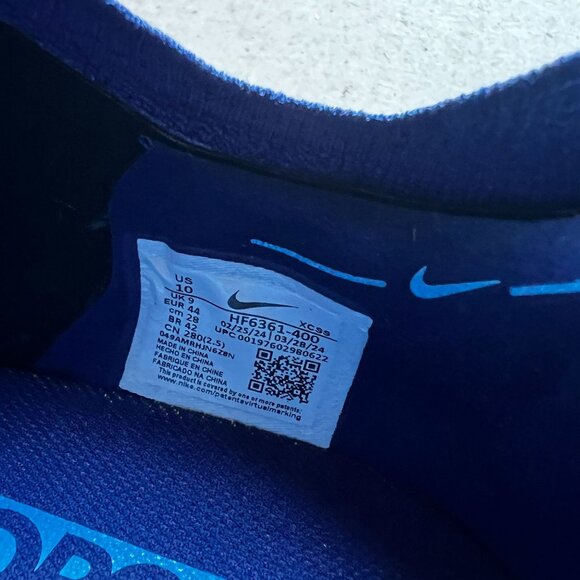 US
10
UK 9
EUR 44
cm 28
BR 42
CN 280(2.5)
XC39
HF6361-400
02/25/24 | 03/28/24
UPC 00197602980622
049AMRHJN6Z8N
MADE IN CHINA
HECHO EN CHINA
FABRIQUÉ EN CHINE
FABRICADO NA CHINA
This product is covered by one or more patents:
www.nike.com/patentsvirtualmarking